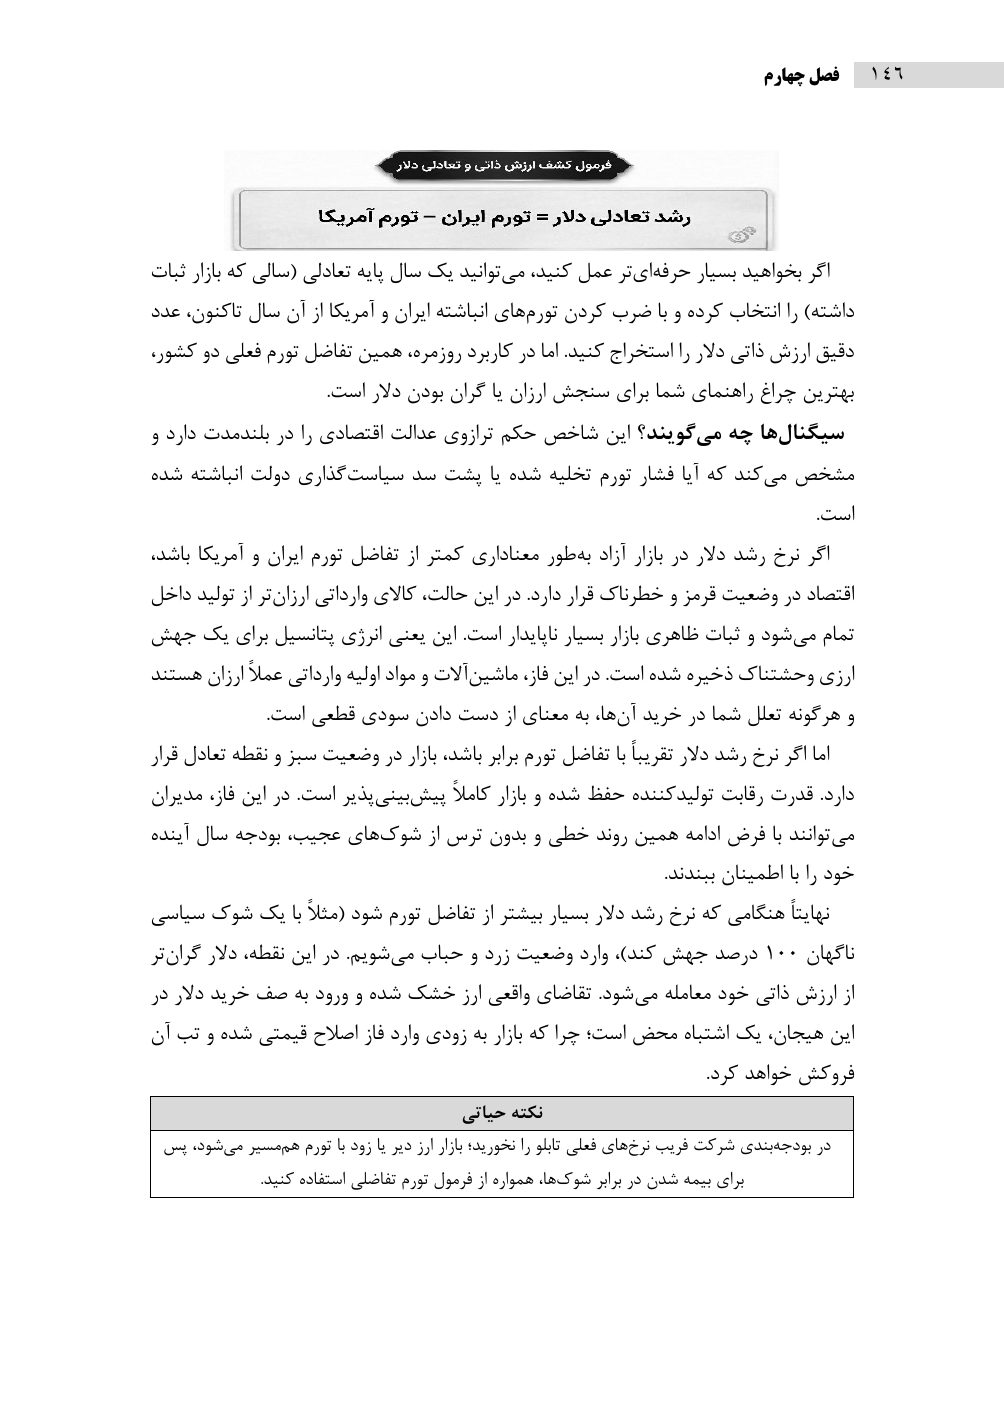 ۱٤٦ فصل چهارم
فرمول کشف ارزش ذاتی و تعادلی دلار
رشد تعادلی دلار = تورم ایران – تورم آمریکا
اگر بخواهید بسیار حرفه‌ای‌تر عمل کنید، می‌توانید یک سال پایه تعادلی (سالی که بازار ثبات
داشته) را انتخاب کرده و با ضرب کردن تورم‌های انباشته ایران و آمریکا از آن سال تاکنون، عدد
دقیق ارزش ذاتی دلار را استخراج کنید. اما در کاربرد روزمره، همین تفاضل تورم فعلی دو کشور،
بهترین چراغ راهنمای شما برای سنجش ارزان یا گران بودن دلار است.
سیگنال‌ها چه می‌گویند؟ این شاخص حکم ترازوی عدالت اقتصادی را در بلندمدت دارد و
مشخص می‌کند که آیا فشار تورم تخلیه شده یا پشت سد سیاست‌گذاری دولت انباشته شده
است.
اگر نرخ رشد دلار در بازار آزاد به‌طور معناداری کمتر از تفاضل تورم ایران و آمریکا باشد،
اقتصاد در وضعیت قرمز و خطرناک قرار دارد. در این حالت، کالای وارداتی ارزان‌تر از تولید داخل
تمام می‌شود و ثبات ظاهری بازار بسیار ناپایدار است. این یعنی انرژی پتانسیل برای یک جهش
ارزی وحشتناک ذخیره شده است. در این فاز، ماشین‌آلات و مواد اولیه وارداتی عملاً ارزان هستند
و هرگونه تعلل شما در خرید آن‌ها، به معنای از دست دادن سودی قطعی است.
اما اگر نرخ رشد دلار تقریباً با تفاضل تورم برابر باشد، بازار در وضعیت سبز و نقطه تعادل قرار
دارد. قدرت رقابت تولیدکننده حفظ شده و بازار کاملاً پیش‌بینی‌پذیر است. در این فاز، مدیران
می‌توانند با فرض ادامه همین روند خطی و بدون ترس از شوک‌های عجیب، بودجه سال آینده
خود را با اطمینان ببندند.
نهایتاً هنگامی که نرخ رشد دلار بسیار بیشتر از تفاضل تورم شود (مثلاً با یک شوک سیاسی
ناگهان ۱۰۰ درصد جهش کند)، وارد وضعیت زرد و حباب می‌شویم. در این نقطه، دلار گران‌تر
از ارزش ذاتی خود معامله می‌شود. تقاضای واقعی ارز خشک شده و ورود به صف خرید دلار در
این هیجان، یک اشتباه محض است؛ چرا که بازار به زودی وارد فاز اصلاح قیمتی شده و تب آن
فروکش خواهد کرد.
نکته حیاتی
در بودجه‌بندی شرکت فریب نرخ‌های فعلی تابلو را نخورید؛ بازار ارز دیر یا زود با تورم هم‌مسیر می‌شود، پس
برای بیمه شدن در برابر شوک‌ها، همواره از فرمول تورم تفاضلی استفاده کنید.